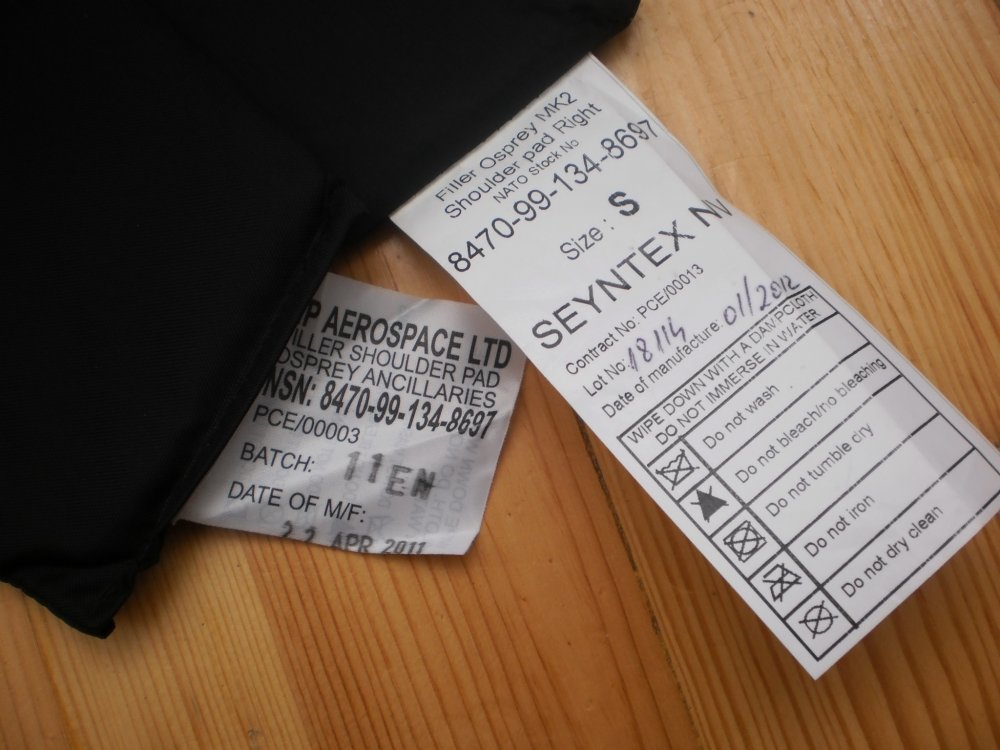 Filler Osprey MK2
Shoulder pad Right
NATO Stock No
8470-99-134-8697
Size : S
SEYNTEX NV
Contract No: PCE/00013
Lot No: 18114
Date of manufacture: 01/2012
WIPE DOWN WITH A DAMPCLOTH
DO NOT IMMERSE IN WATER
Do not wash
Do not bleach/no bleaching
Do not tumble dry
Do not iron
Do not dry clean
P AEROSPACE LTD
ILLER SHOULDER PAD
OSPREY ANCILLARIES
NSN: 8470-99-134-8697
PCE/00003
BATCH: 11EN
DATE OF M/F:
22 APR 2011